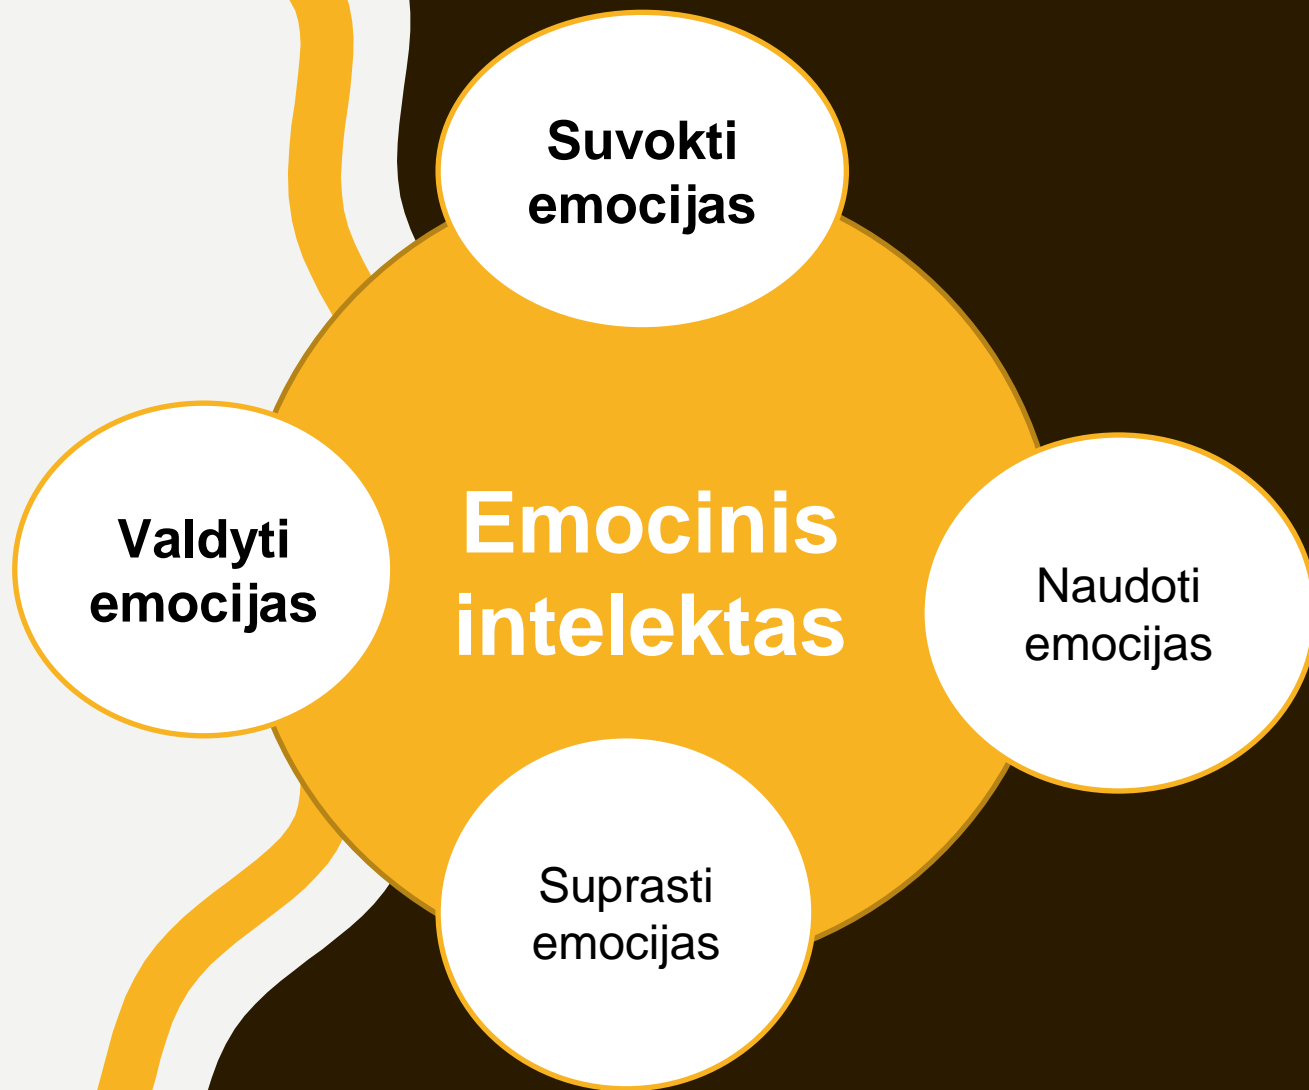 Suvokti
emocijas
Valdyti
emocijas
Emocinis
intelektas
Naudoti
emocijas
Suprasti
emocijas